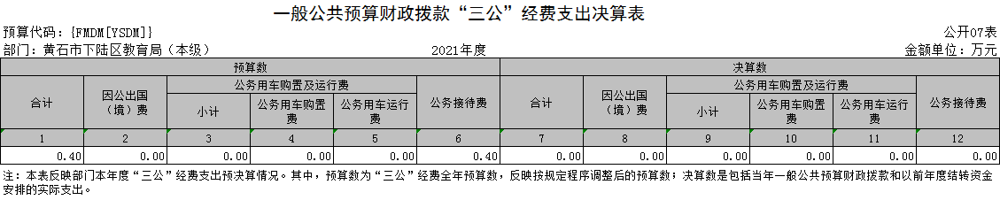 一般公共预算财政拨款“三公”经费支出决算表
预算代码：{FMDM[YSDM]} 公开07表
部门：黄石市下陆区教育局（本级） 2021年度 金额单位：万元
预算数 决算数
合计 因公出国（境）费 公务用车购置及运行费 公务接待费 合计 因公出国（境）费 公务用车购置及运行费 公务接待费
小计 公务用车购置费 公务用车运行费 小计 公务用车购置费 公务用车运行费
1 2 3 4 5 6 7 8 9 10 11 12
0.40 0.00 0.00 0.00 0.00 0.40 0.00 0.00 0.00 0.00 0.00 0.00
注：本表反映部门本年度“三公”经费支出预决算情况。其中，预算数为“三公”经费全年预算数，反映按规定程序调整后的预算数；决算数是包括当年一般公共预算财政拨款和以前年度结转资金
安排的实际支出。